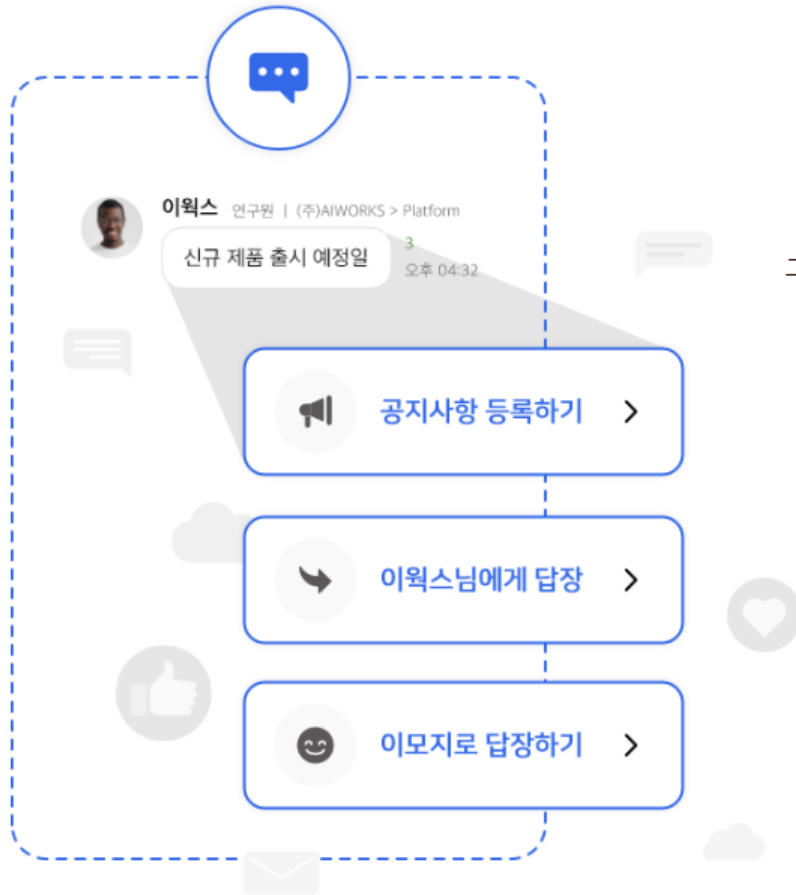 이웍스 연구원 | (주)AIWORKS > Platform
신규 제품 출시 예정일
3
오후 04:32
공지사항 등록하기
이웍스님에게 답장
이모지로 답장하기